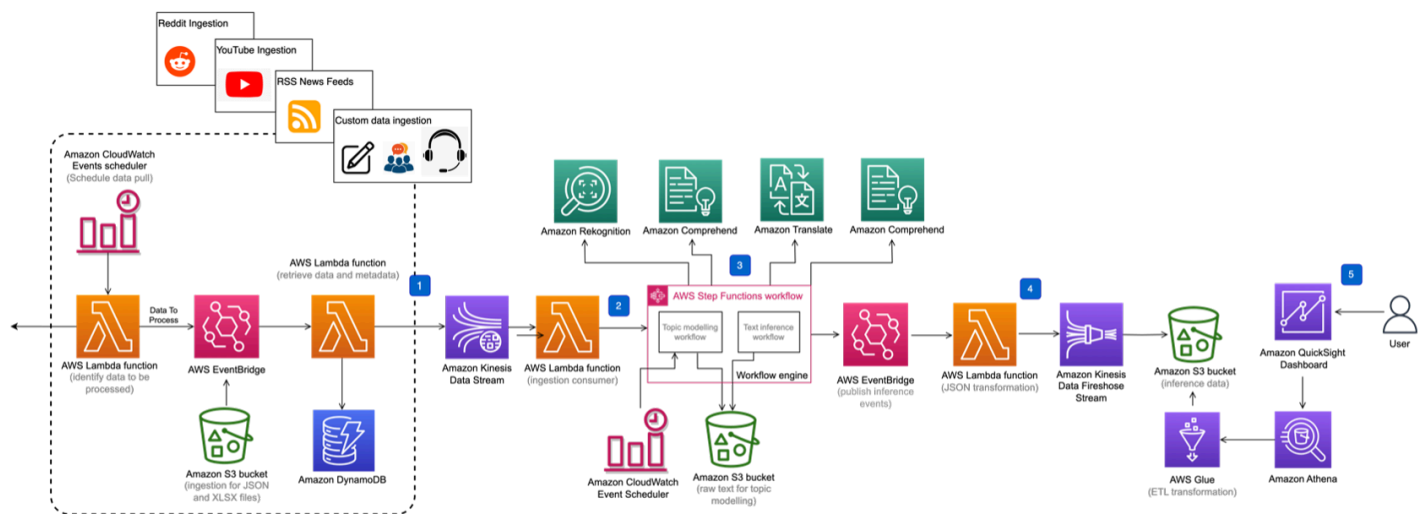 Reddit Ingestion
YouTube Ingestion
RSS News Feeds
Custom data ingestion
Amazon CloudWatch
Events scheduler
(Schedule data pull)
AWS Lambda function
(retrieve data and metadata)
1
Data To
Process
AWS Lambda function
(identify data to be
processed)
AWS EventBridge
Amazon S3 bucket
(ingestion for JSON
and XLSX files)
Amazon DynamoDB
Amazon Kinesis
Data Stream
AWS Lambda function
(ingestion consumer)
2
Amazon Rekognition
Amazon Comprehend
Amazon Translate
Amazon Comprehend
3
AWS Step Functions workflow
Topic modelling
workflow
Text inference
workflow
Workflow engine
Amazon CloudWatch
Event Scheduler
Amazon S3 bucket
(raw text for topic
modelling)
AWS EventBridge
(publish inference
events)
AWS Lambda function
(JSON transformation)
4
Amazon Kinesis
Data Fireshose
Stream
Amazon S3 bucket
(inference data)
AWS Glue
(ETL transformation)
5
Amazon QuickSight
Dashboard
Amazon Athena
User